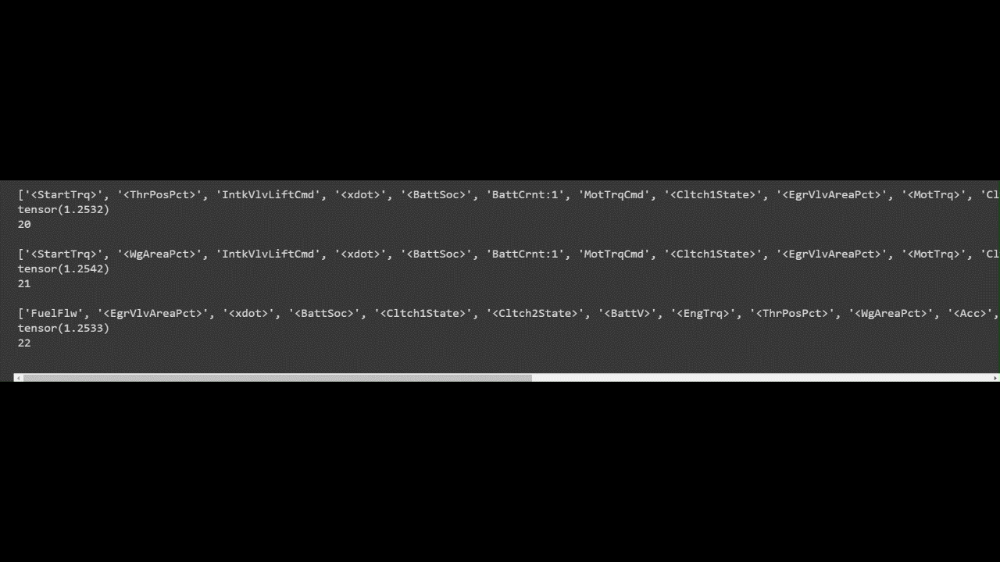 ['<StartTrq>', '<ThrPosPct>', 'IntkVlvLiftCmd', '<xdot>', '<BattSoc>', 'BattCrnt:1', 'MotTrqCmd', '<Cltch1State>', '<EgrVlvAreaPct>', '<MotTrq>', 'Cl
tensor(1.2532)
20
['<StartTrq>', '<WgAreaPct>', 'IntkVlvLiftCmd', '<xdot>', '<BattSoc>', 'BattCrnt:1', 'MotTrqCmd', '<Cltch1State>', '<EgrVlvAreaPct>', '<MotTrq>', 'Cl
tensor(1.2542)
21
['FuelFlw', '<EgrVlvAreaPct>', '<xdot>', '<BattSoc>', '<Cltch1State>', '<Cltch2State>', '<BattV>', '<EngTrq>', '<ThrPosPct>', '<WgAreaPct>', '<Acc>',
tensor(1.2533)
22